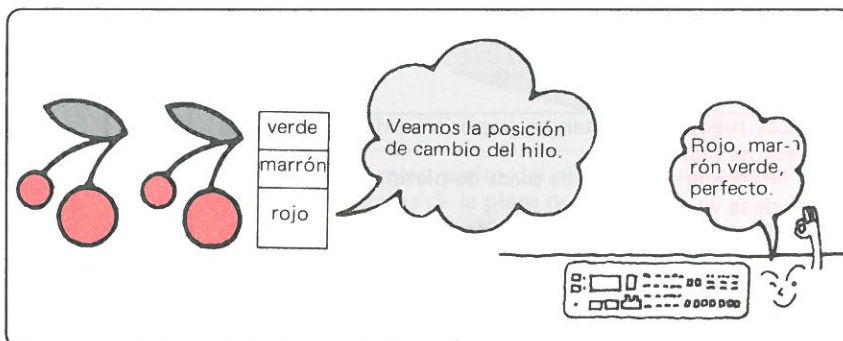 verde
marrón
rojo
Veamos la posición
de cambio del hilo.
Rojo, mar-
rón verde,
perfecto.